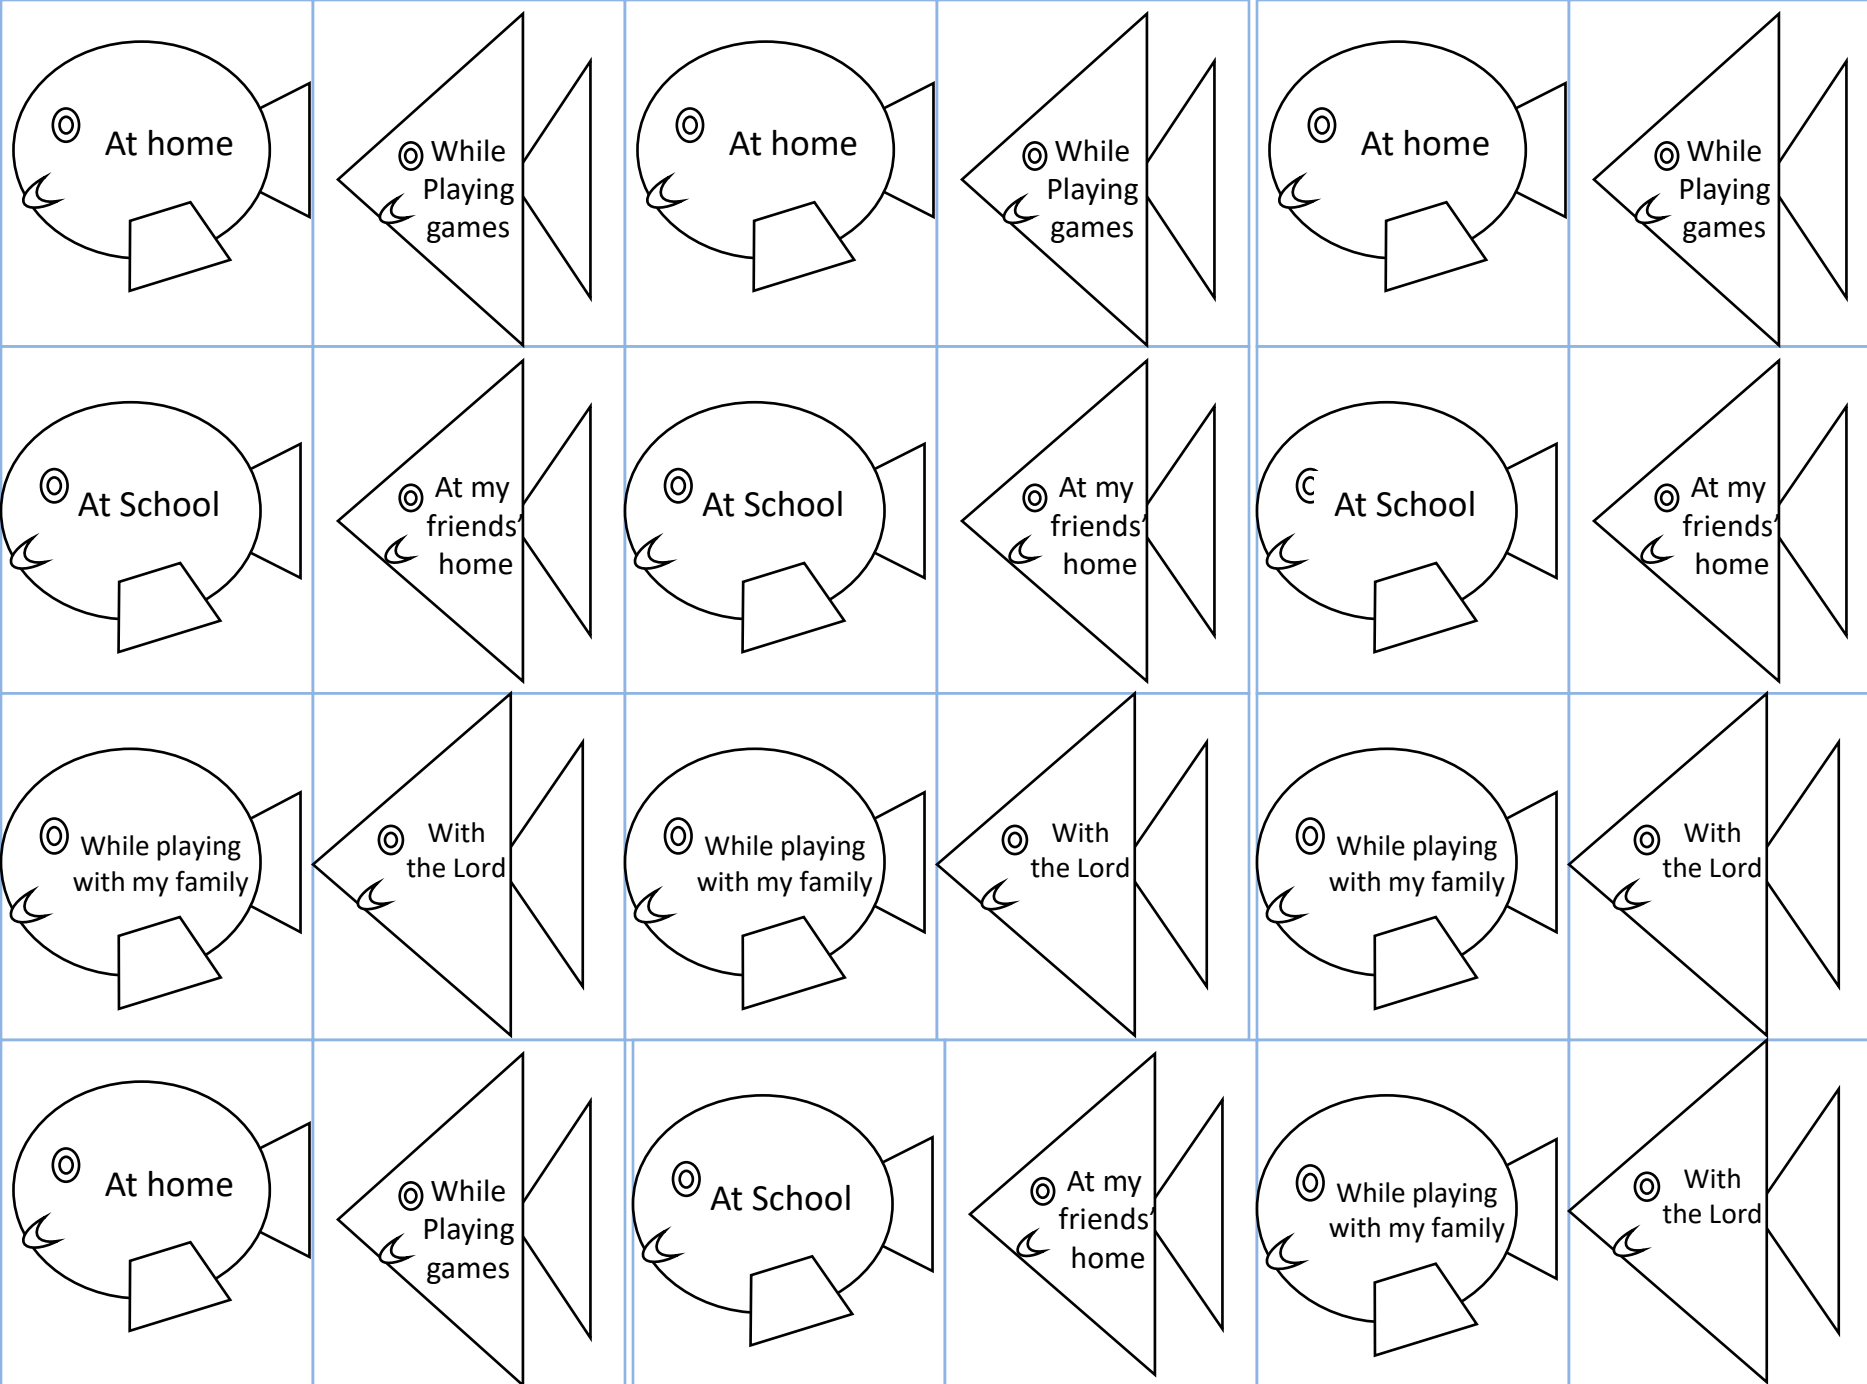 At home
While
Playing
games
At home
While
Playing
games
At home
While
Playing
games
At School
At my
friends'
home
At School
At my
friends'
home
At School
At my
friends'
home
While playing
with my family
With
the Lord
While playing
with my family
With
the Lord
While playing
with my family
With
the Lord
At home
While
Playing
games
At School
At my
friends'
home
While playing
with my family
With
the Lord